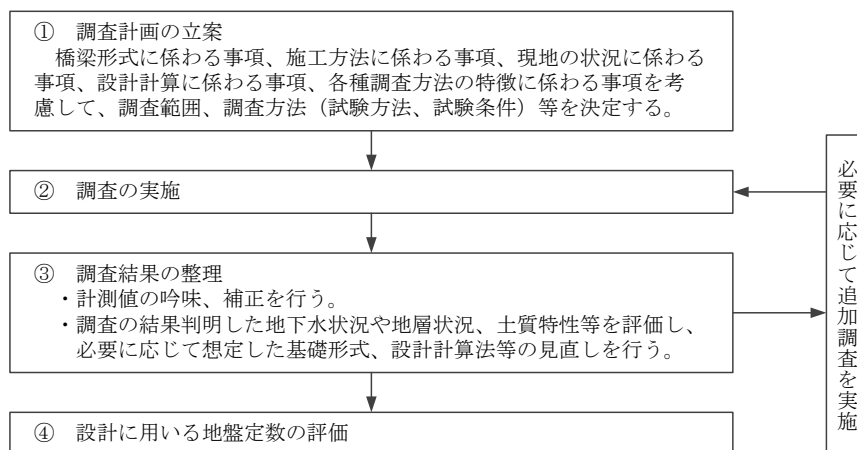 ① 調査計画の立案
橋梁形式に係わる事項、施工方法に係わる事項、現地の状況に係わる
事項、設計計算に係わる事項、各種調査方法の特徴に係わる事項を考
慮して、調査範囲、調査方法（試験方法、試験条件）等を決定する。
② 調査の実施
③ 調査結果の整理
・計測値の吟味、補正を行う。
・調査の結果判明した地下水状況や地層状況、土質特性等を評価し、
必要に応じて想定した基礎形式、設計計算法等の見直しを行う。
④ 設計に用いる地盤定数の評価
必要に応じて追加調査を実施